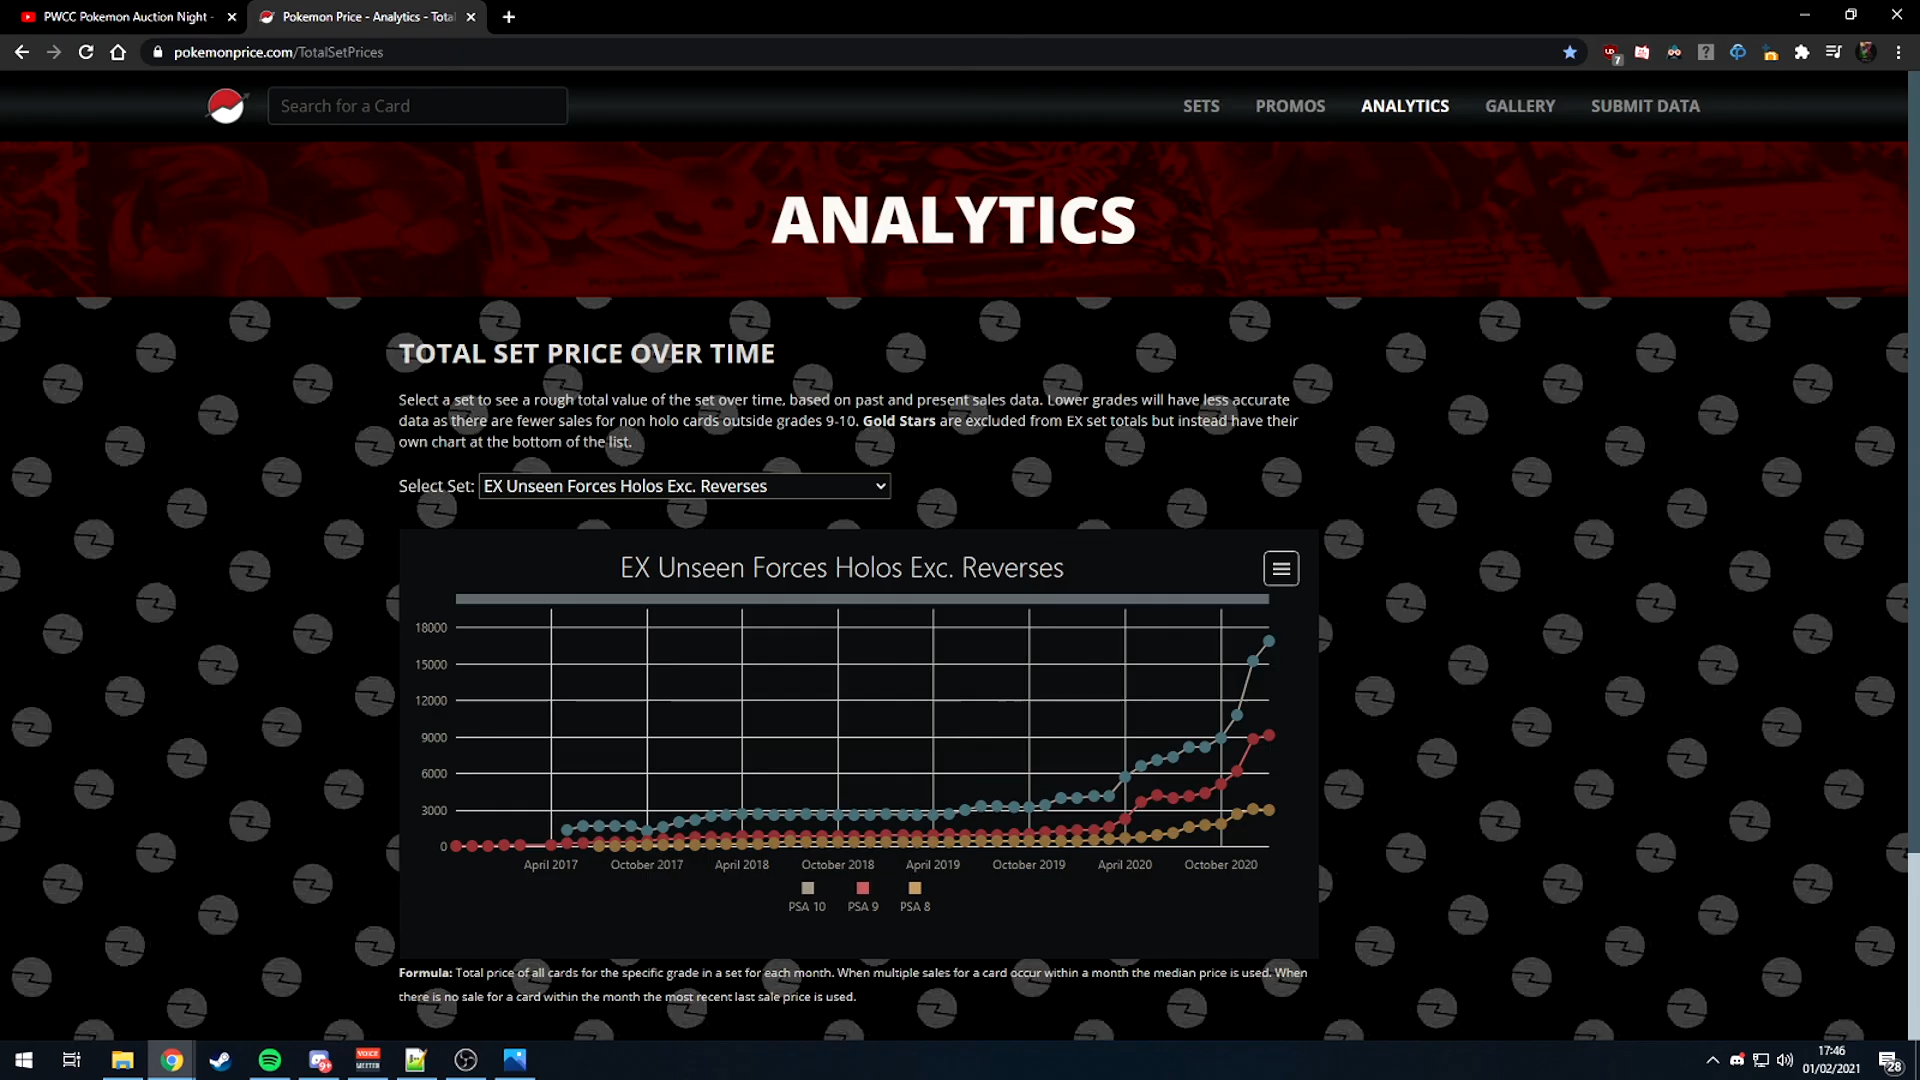 PWCC Pokemon Auction Night -
Pokemon Price - Analytics - Tota
pokemonprice.com/TotalSetPrices
7
Search for a Card
SETS
PROMOS
ANALYTICS
GALLERY
SUBMIT DATA
ANALYTICS
TOTAL SET PRICE OVER TIME
Select a set to see a rough total value of the set over time, based on past and present sales data. Lower grades will have less accurate
data as there are fewer sales for non holo cards outside grades 9-10. Gold Stars are excluded from EX set totals but instead have their
own chart at the bottom of the list.
Select Set: EX Unseen Forces Holos Exc. Reverses
EX Unseen Forces Holos Exc. Reverses
18000
15000
12000
9000
6000
3000
0
April 2017
October 2017
April 2018
October 2018
April 2019
October 2019
April 2020
October 2020
PSA 10
PSA 9
PSA 8
Formula: Total price of all cards for the specific grade in a set for each month. When multiple sales for a card occur within a month the median price is used. When
there is no sale for a card within the month the most recent last sale price is used.
9+
VOICE
MEETER
17:46
01/02/2021
28